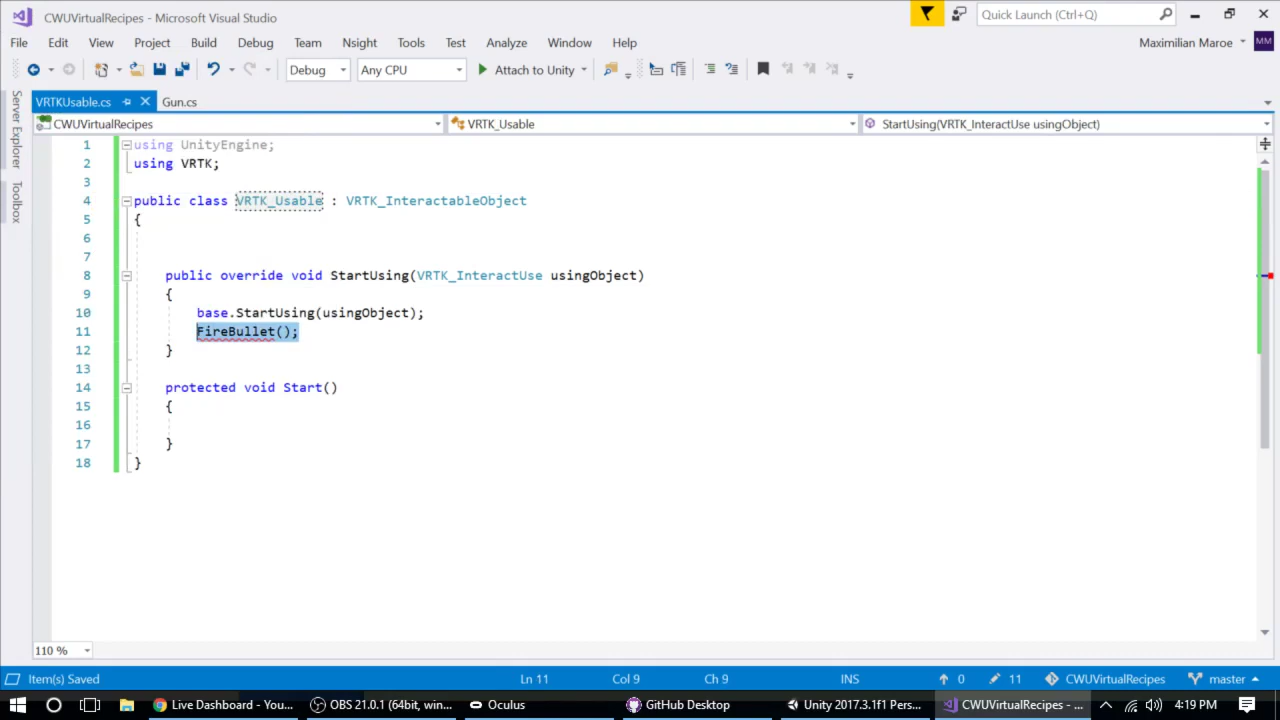 CWUVirtualRecipes - Microsoft Visual Studio
Quick Launch (Ctrl+Q)
File Edit View Project Build Debug Team Nsight Tools Test Analyze Window Help
Maximilian Maroe MM
Debug Any CPU Attach to Unity
VRTKUsable.cs Gun.cs
CWUVirtualRecipes VRTK_Usable StartUsing(VRTK_InteractUse usingObject)
Server Explorer
Toolbox
1 using UnityEngine;
2 using VRTK;
3
4 public class VRTK_Usable : VRTK_InteractableObject
5 {
6
7
8 public override void StartUsing(VRTK_InteractUse usingObject)
9 {
10 base.StartUsing(usingObject);
11 FireBullet();
12 }
13
14 protected void Start()
15 {
16
17 }
18 }
110 %
Item(s) Saved Ln 11 Col 9 Ch 9 INS 0 11 CWUVirtualRecipes master
Live Dashboard - You... OBS 21.0.1 (64bit, win... Oculus GitHub Desktop Unity 2017.3.1f1 Pers... CWUVirtualRecipes - ... 4:19 PM